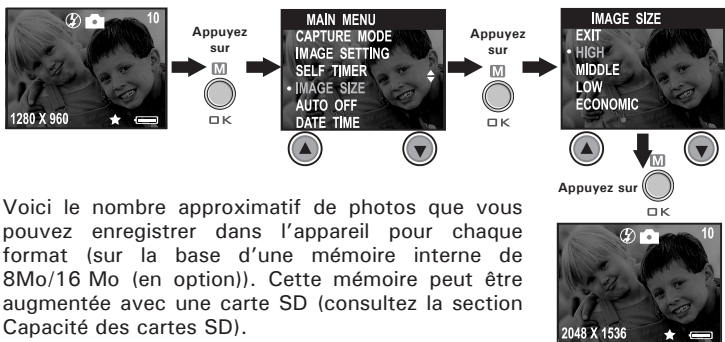 10
1280 X 960
Appuyez
sur
M
OK
MAIN MENU
CAPTURE MODE
IMAGE SETTING
SELF TIMER
• IMAGE SIZE
AUTO OFF
DATE TIME
Appuyez
sur
M
OK
IMAGE SIZE
EXIT
• HIGH
MIDDLE
LOW
ECONOMIC
M
Appuyez sur
OK
10
2048 X 1536
Voici le nombre approximatif de photos que vous
pouvez enregistrer dans l'appareil pour chaque
format (sur la base d'une mémoire interne de
8Mo/16 Mo (en option)). Cette mémoire peut être
augmentée avec une carte SD (consultez la section
Capacité des cartes SD).